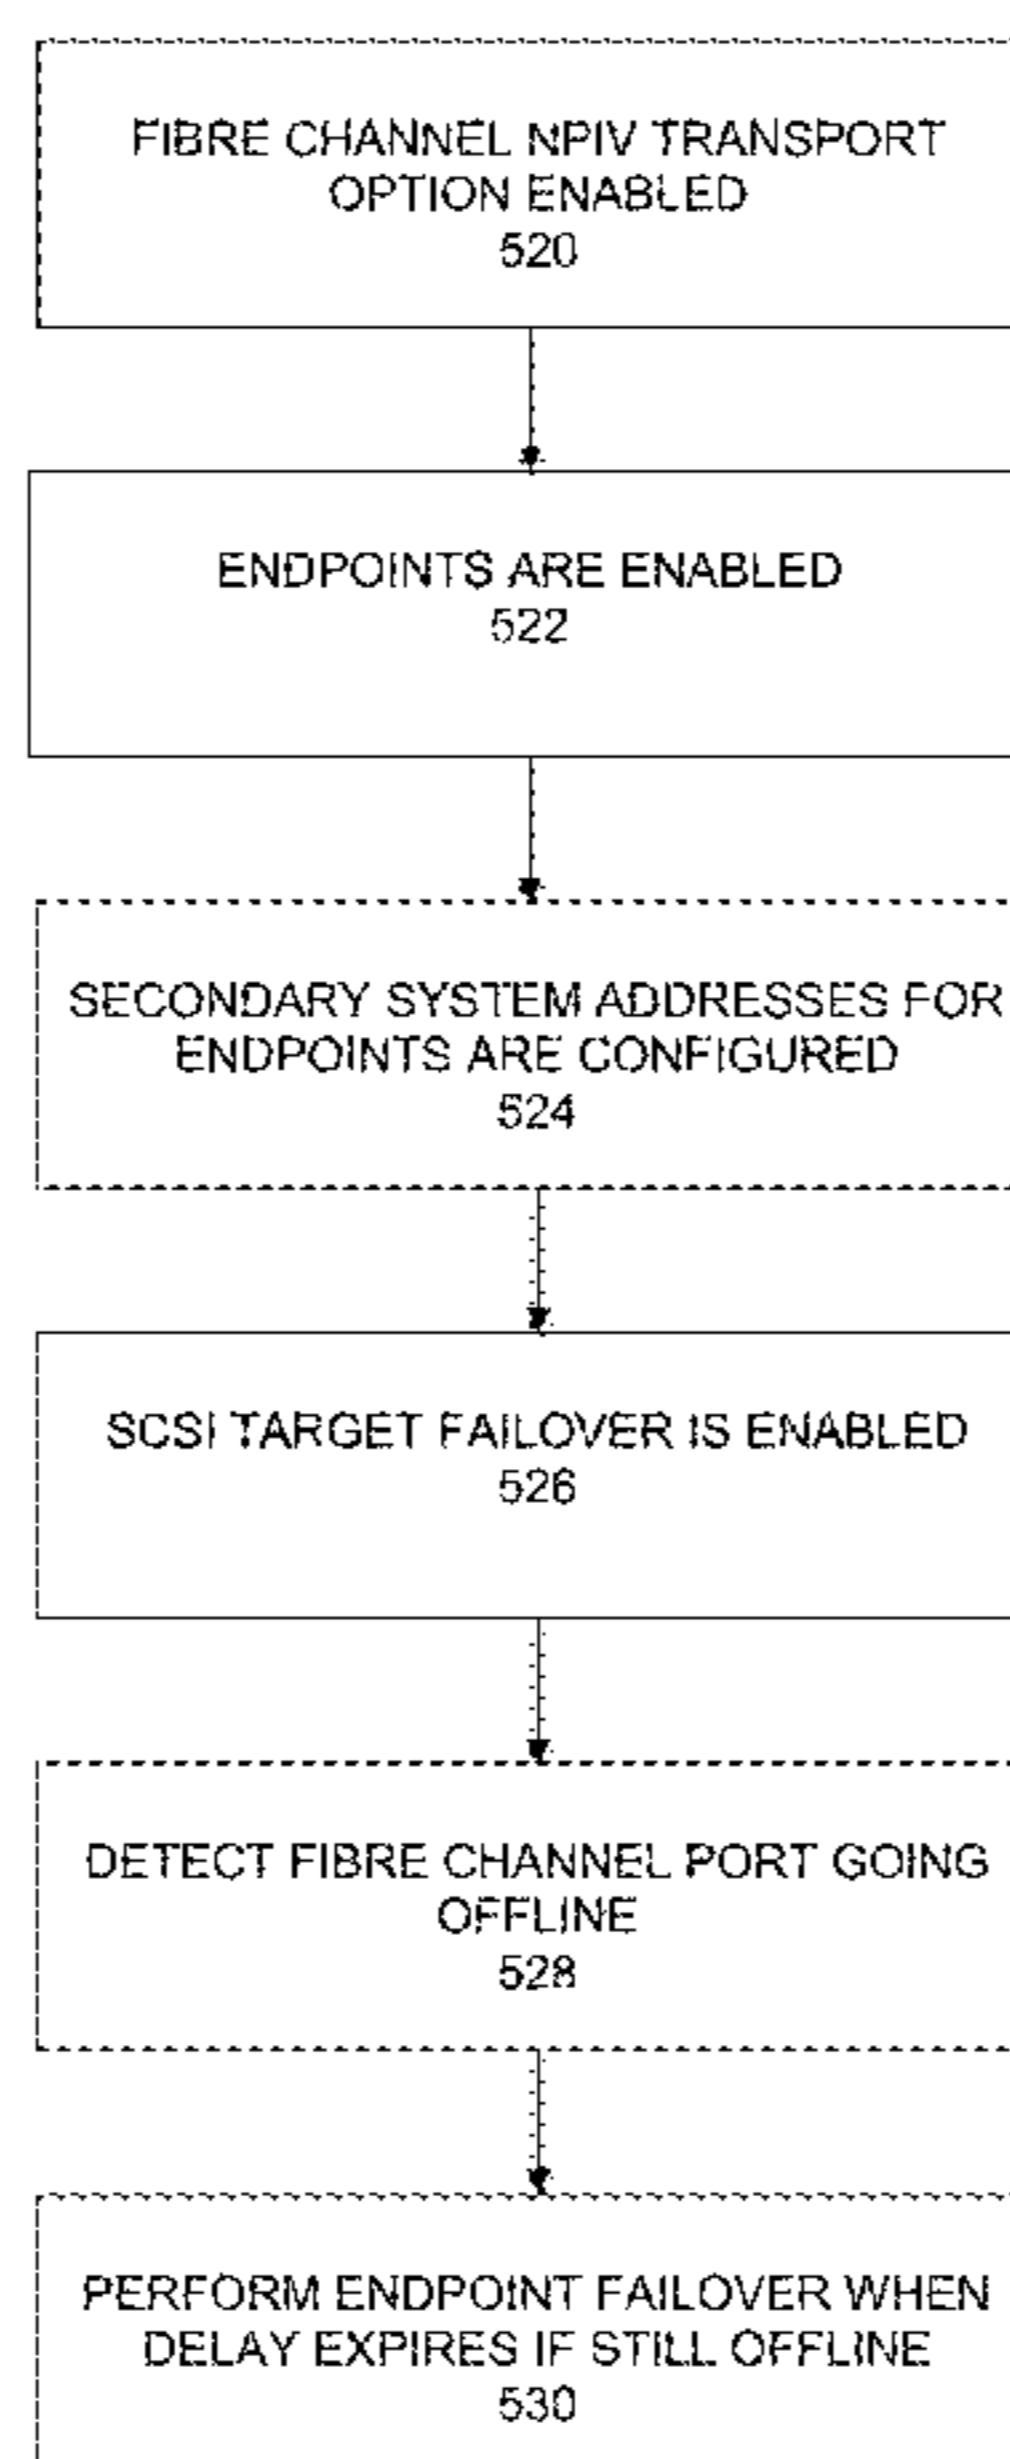 FIBRE CHANNEL NPIV TRANSPORT
OPTION ENABLED
520
ENDPOINTS ARE ENABLED
522
SECONDARY SYSTEM ADDRESSES FOR
ENDPOINTS ARE CONFIGURED
524
SCSI TARGET FAILOVER IS ENABLED
526
DETECT FIBRE CHANNEL PORT GOING
OFFLINE
528
PERFORM ENDPOINT FAILOVER WHEN
DELAY EXPIRES IF STILL OFFLINE
530